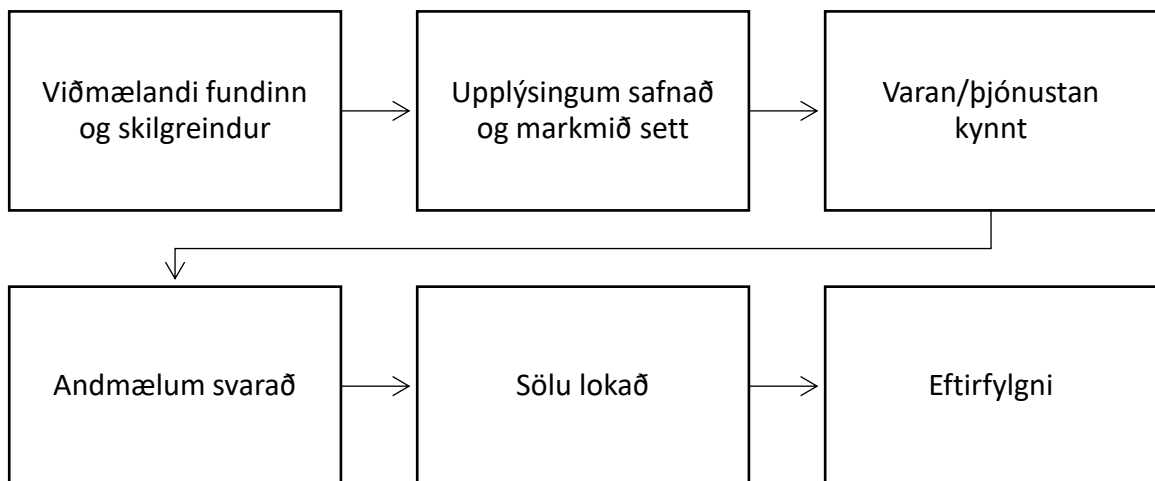 Viðmælandi fundinn
og skilgreindur
Upplýsingum safnað
og markmið sett
Varan/þjónustan
kynnt
Andmælum svarað
Sölu lokað
Eftirfylgni